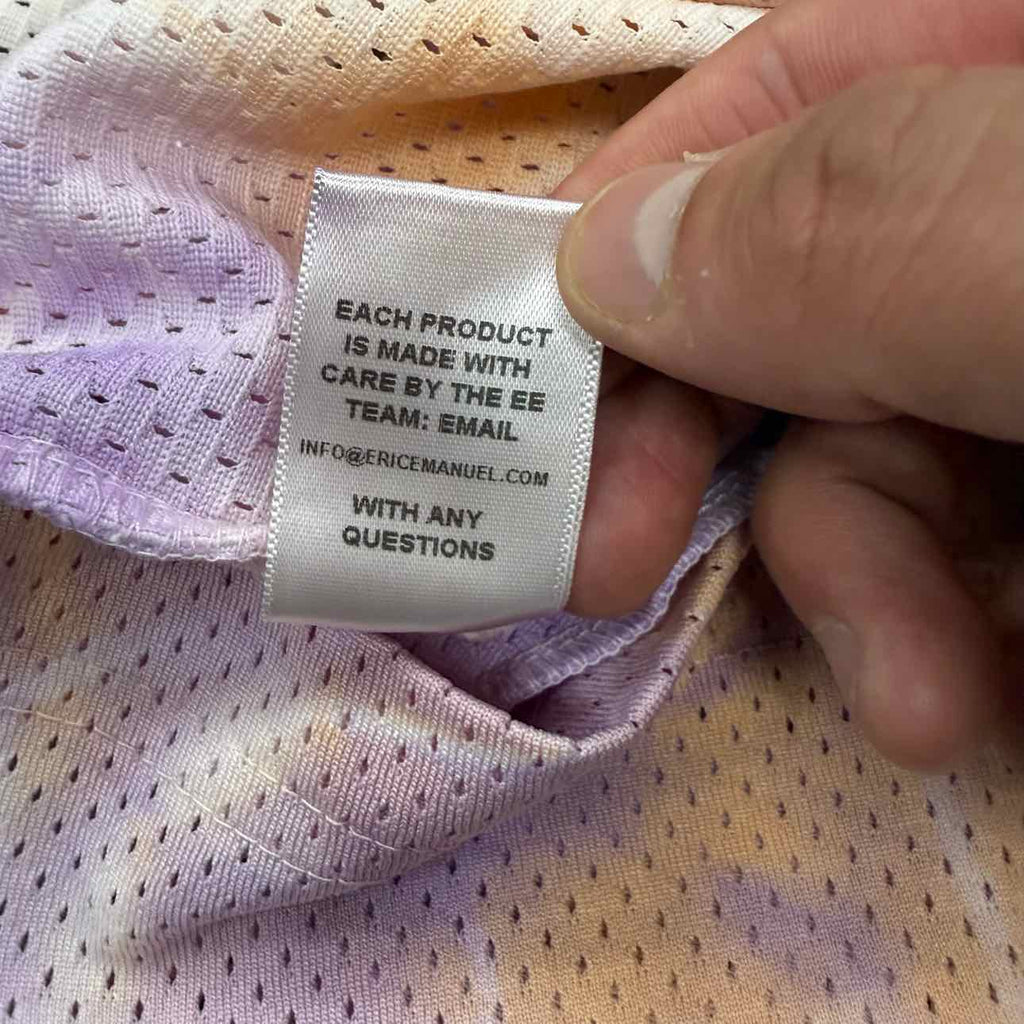 EACH PRODUCT
IS MADE WITH
CARE BY THE EE
TEAM: EMAIL
INFO@ERICEMANUEL.COM
WITH ANY
QUESTIONS